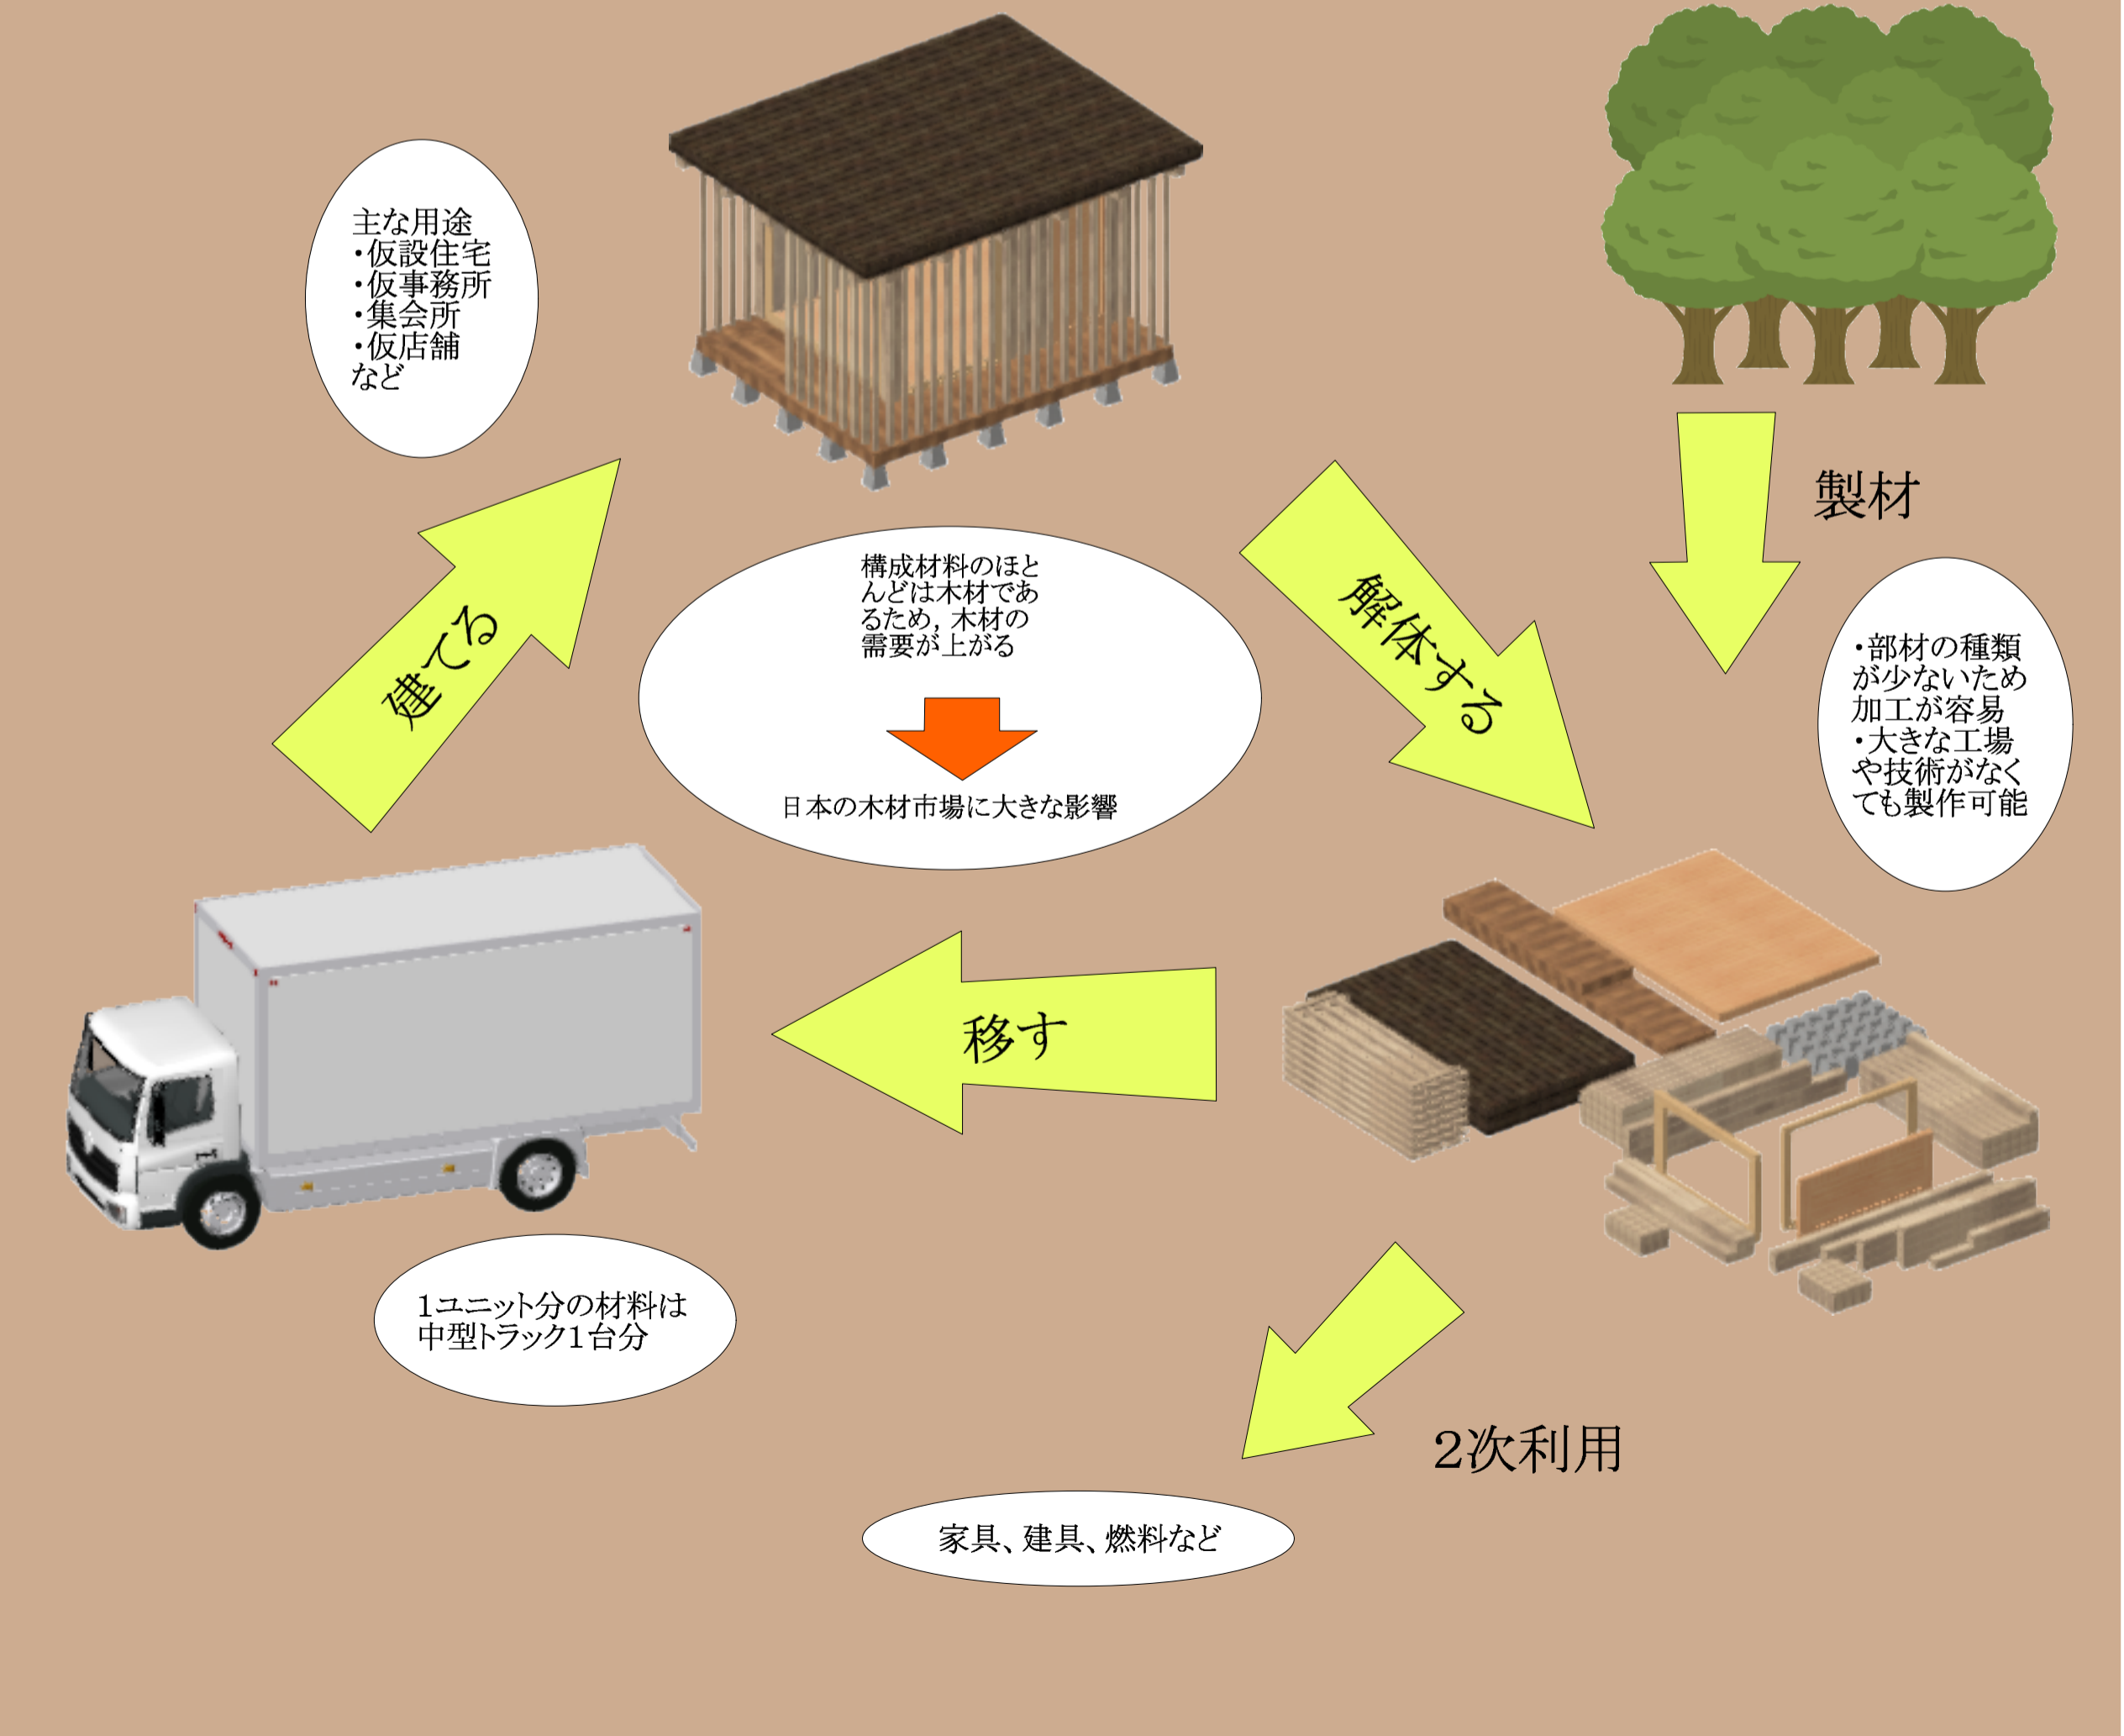 主な用途
・仮設住宅
・仮事務所
・集会所
・仮店舗
など
製材
建てる
構成材料のほと
んどは木材であ
るため, 木材の
需要が上がる
日本の木材市場に大きな影響
解体する
・部材の種類
が少ないため
加工が容易
・大きな工場
や技術がなく
ても製作可能
移す
1ユニット分の材料は
中型トラック1台分
2次利用
家具、建具、燃料など